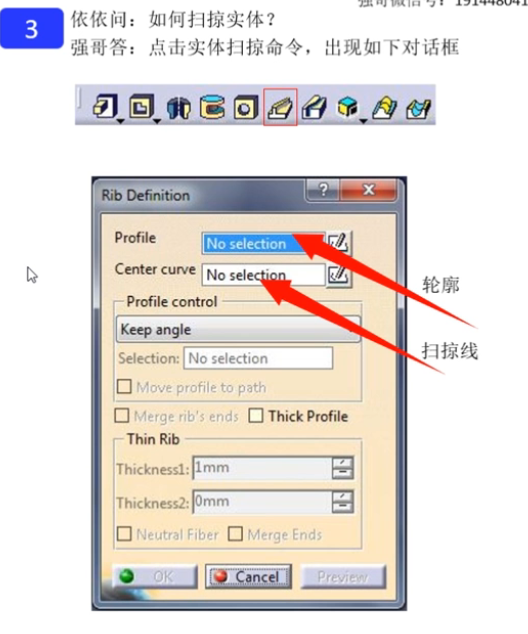 强哥微信号：191448041
3
依依问：如何扫掠实体？
强哥答：点击实体扫掠命令，出现如下对话框
Rib Definition
?
Profile
No selection
Center curve
No selection
轮廓
Profile control
Keep angle
扫掠线
Selection: No selection
Move profile to path
Merge rib's ends Thick Profile
Thin Rib
Thickness1: 1mm
Thickness2: 0mm
Neutral Fiber Merge Ends
OK Cancel Preview